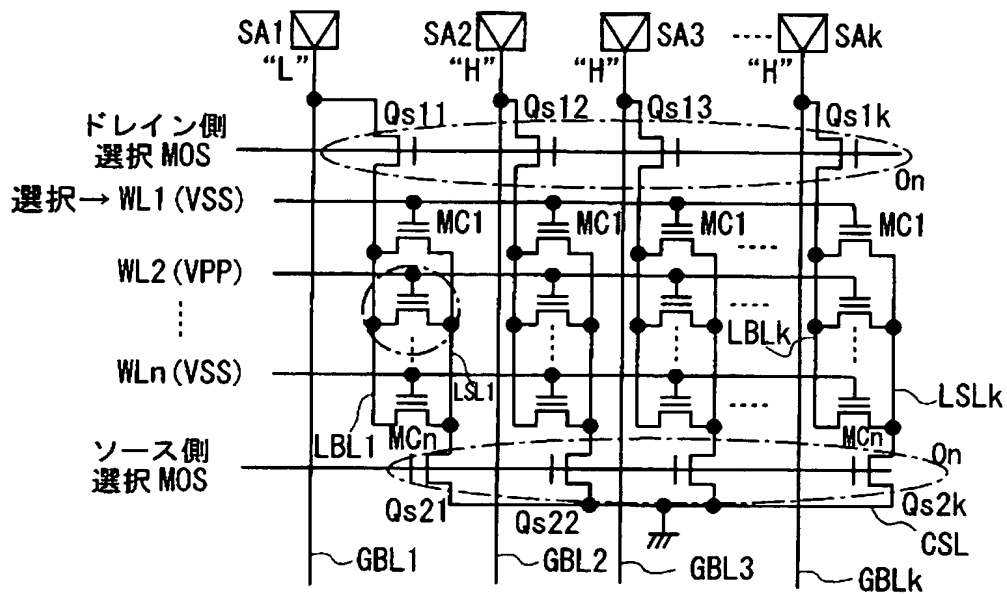 SA1 SA2 SA3 ---- SAk
“L” “H” “H” “H”
Qs11 Qs12 Qs13 Qs1k
ドレイン側
選択 MOS
On
選択→ WL1 (VSS)
MC1 MC1 MC1 MC1
WL2 (VPP)
LBLk
WLn (VSS)
LSL1
LSLk
LBL1
MCn MCn
ソース側
選択 MOS
On
Qs21 Qs22 Qs2k
CSL
GBL1 GBL2 GBL3 GBLk